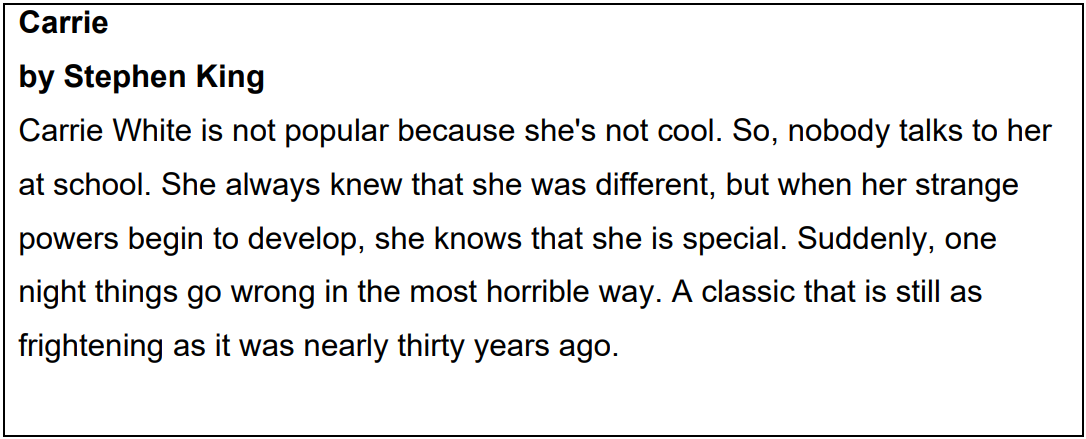 Carrie
by Stephen King
Carrie White is not popular because she's not cool. So, nobody talks to her
at school. She always knew that she was different, but when her strange
powers begin to develop, she knows that she is special. Suddenly, one
night things go wrong in the most horrible way. A classic that is still as
frightening as it was nearly thirty years ago.